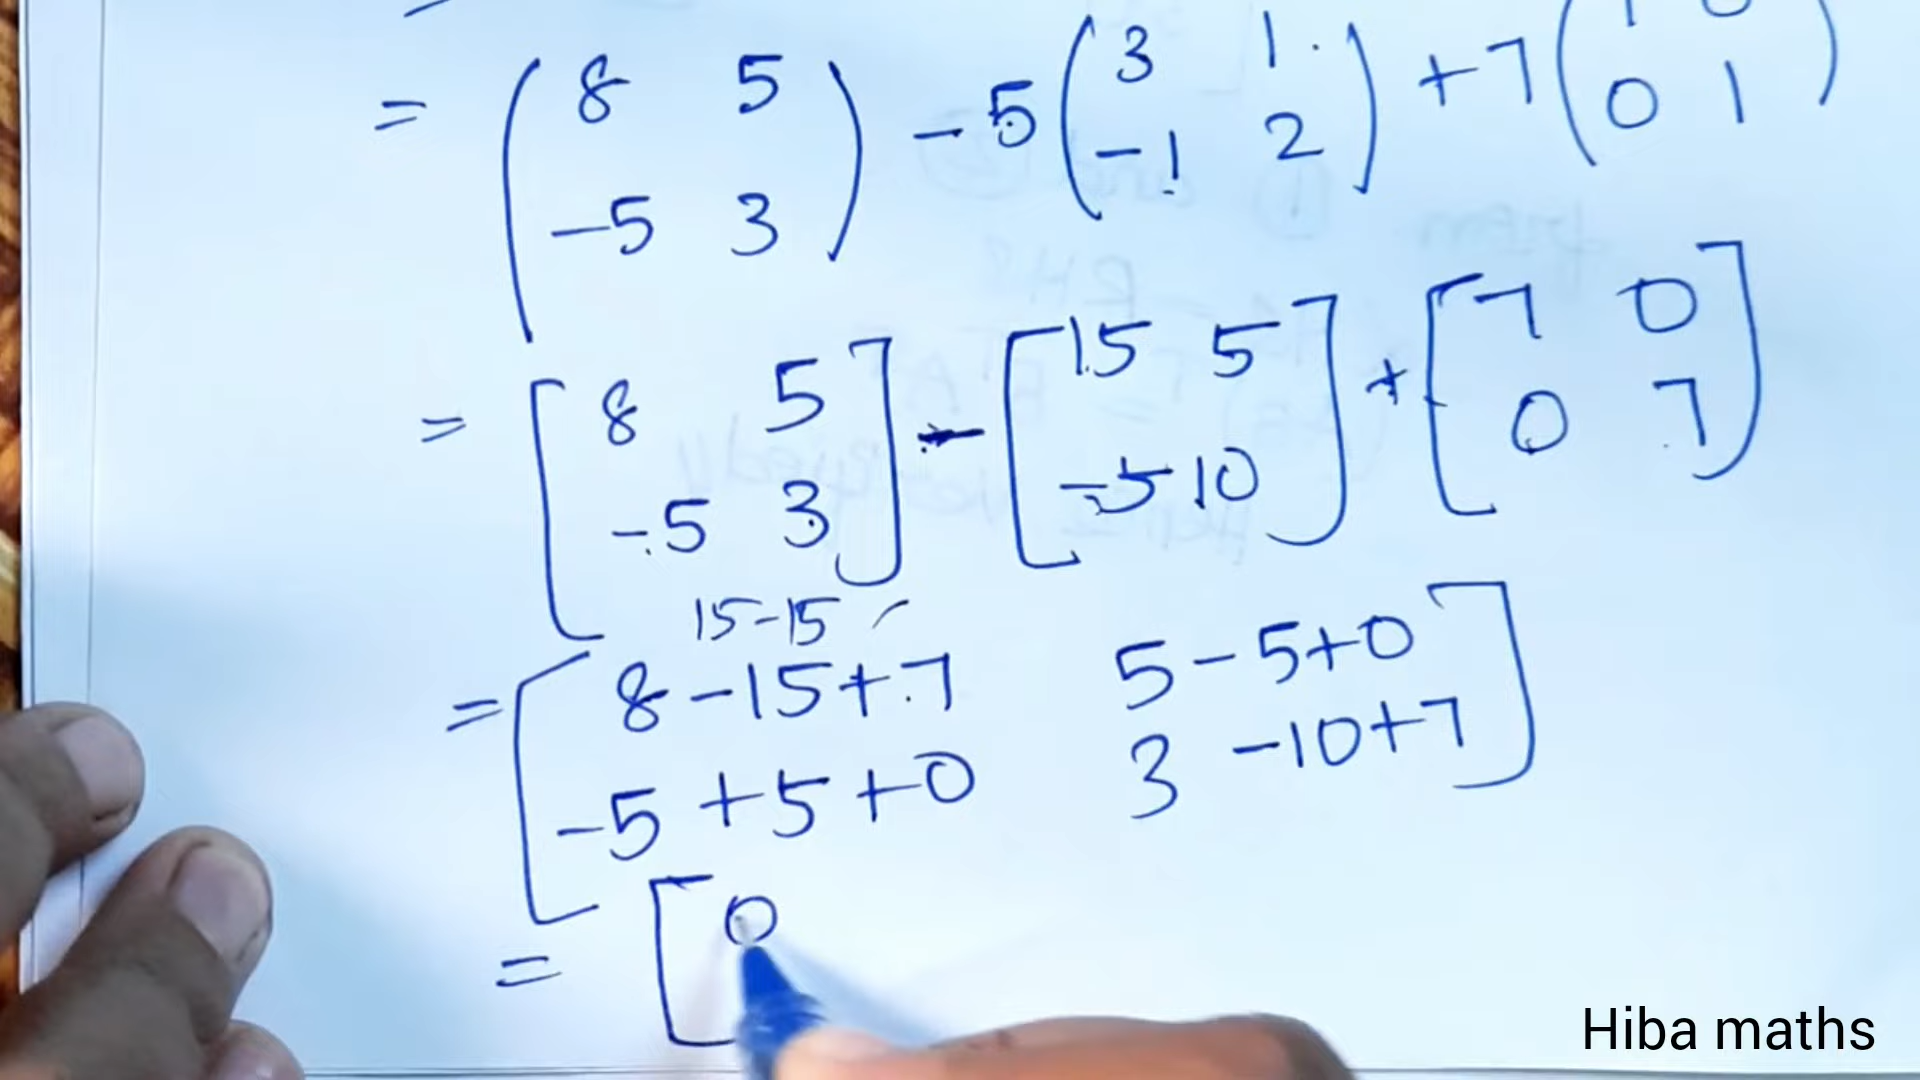 = ( 8 5 -5 3 ) - 5 ( 3 1 -1 2 ) + 7 ( 1 0 0 1 )
= [ 8 5 -5 3 ] - [ 15 5 -5 10 ] + [ 7 0 0 7 ]
15-15
= [ 8-15+7 5-5+0
-5+5+0 3-10+7 ]
= [ 0
Hiba maths